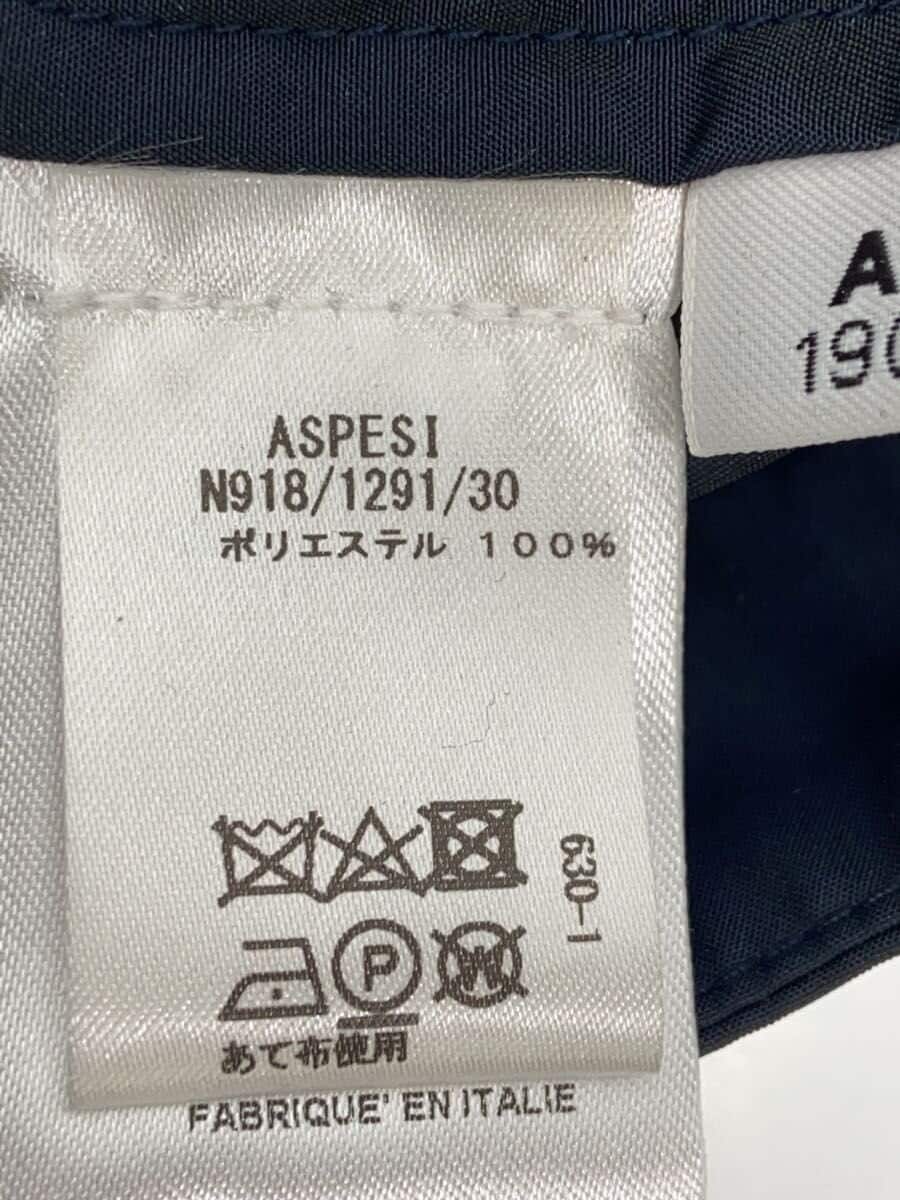 ASPESI
N918/1291/30
ポリエステル 100%
630-1
P
W
あて布使用
FABRIQUE' EN ITALIE
A
190